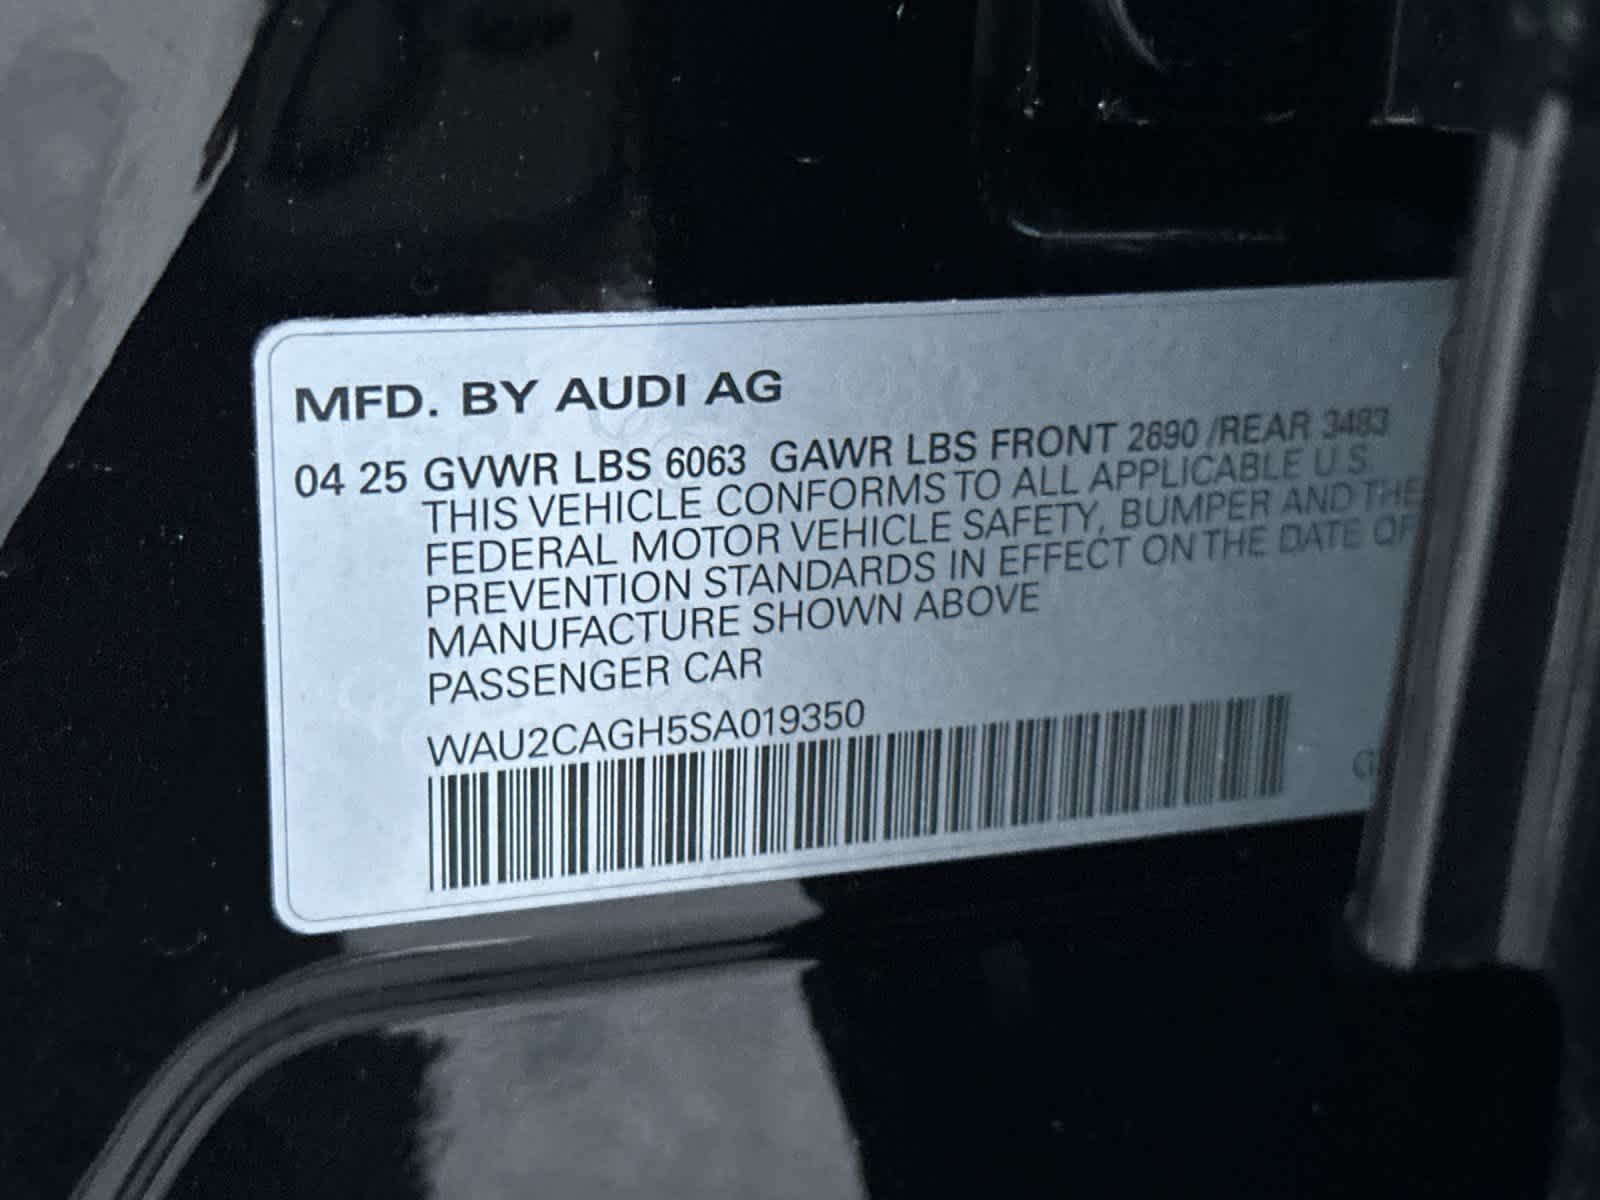 MFD. BY AUDI AG
04 25 GVWR LBS 6063 GAWR LBS FRONT 2890 /REAR 3483
THIS VEHICLE CONFORMS TO ALL APPLICABLE U.S.
FEDERAL MOTOR VEHICLE SAFETY, BUMPER AND THE
PREVENTION STANDARDS IN EFFECT ON THE DATE OF
MANUFACTURE SHOWN ABOVE
PASSENGER CAR
WAU2CAGH5SA019350